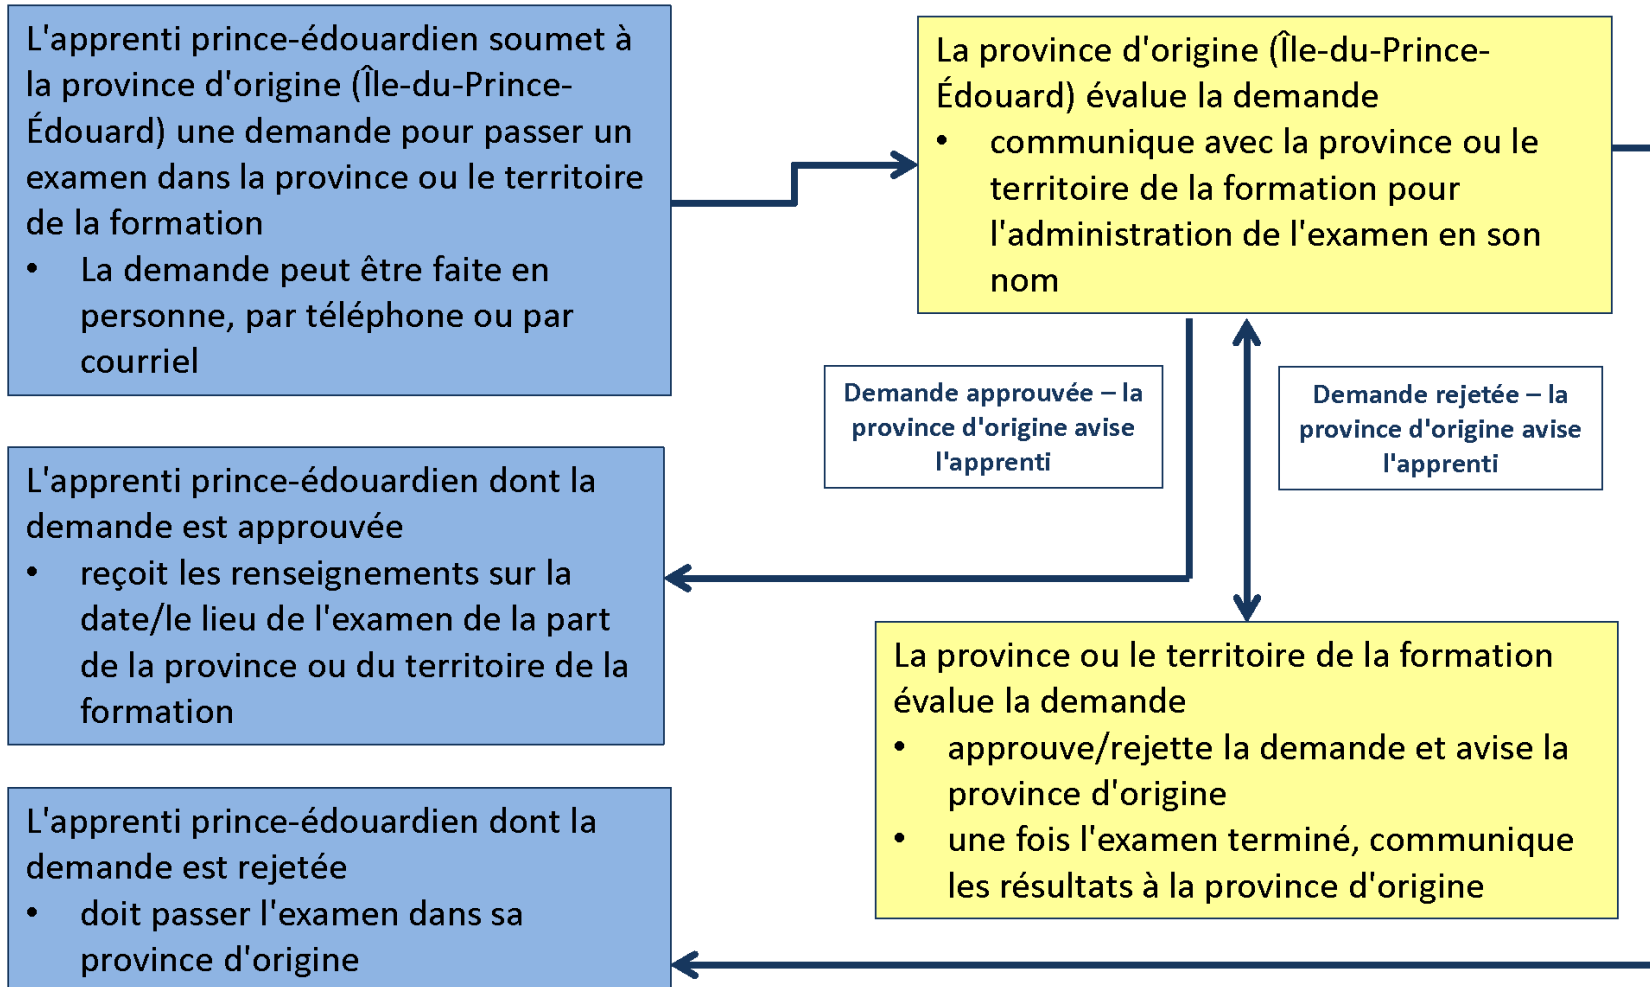 L'apprenti prince-édouardien soumet à
la province d'origine (Île-du-Prince-
Édouard) une demande pour passer un
examen dans la province ou le territoire
de la formation
• La demande peut être faite en
personne, par téléphone ou par
courriel
La province d'origine (Île-du-Prince-
Édouard) évalue la demande
• communique avec la province ou le
territoire de la formation pour
l'administration de l'examen en son
nom
Demande approuvée – la
province d'origine avise
l'apprenti
Demande rejetée – la
province d'origine avise
l'apprenti
L'apprenti prince-édouardien dont la
demande est approuvée
• reçoit les renseignements sur la
date/le lieu de l'examen de la part
de la province ou du territoire de la
formation
La province ou le territoire de la formation
évalue la demande
• approuve/rejette la demande et avise la
province d'origine
• une fois l'examen terminé, communique
les résultats à la province d'origine
L'apprenti prince-édouardien dont la
demande est rejetée
• doit passer l'examen dans sa
province d'origine